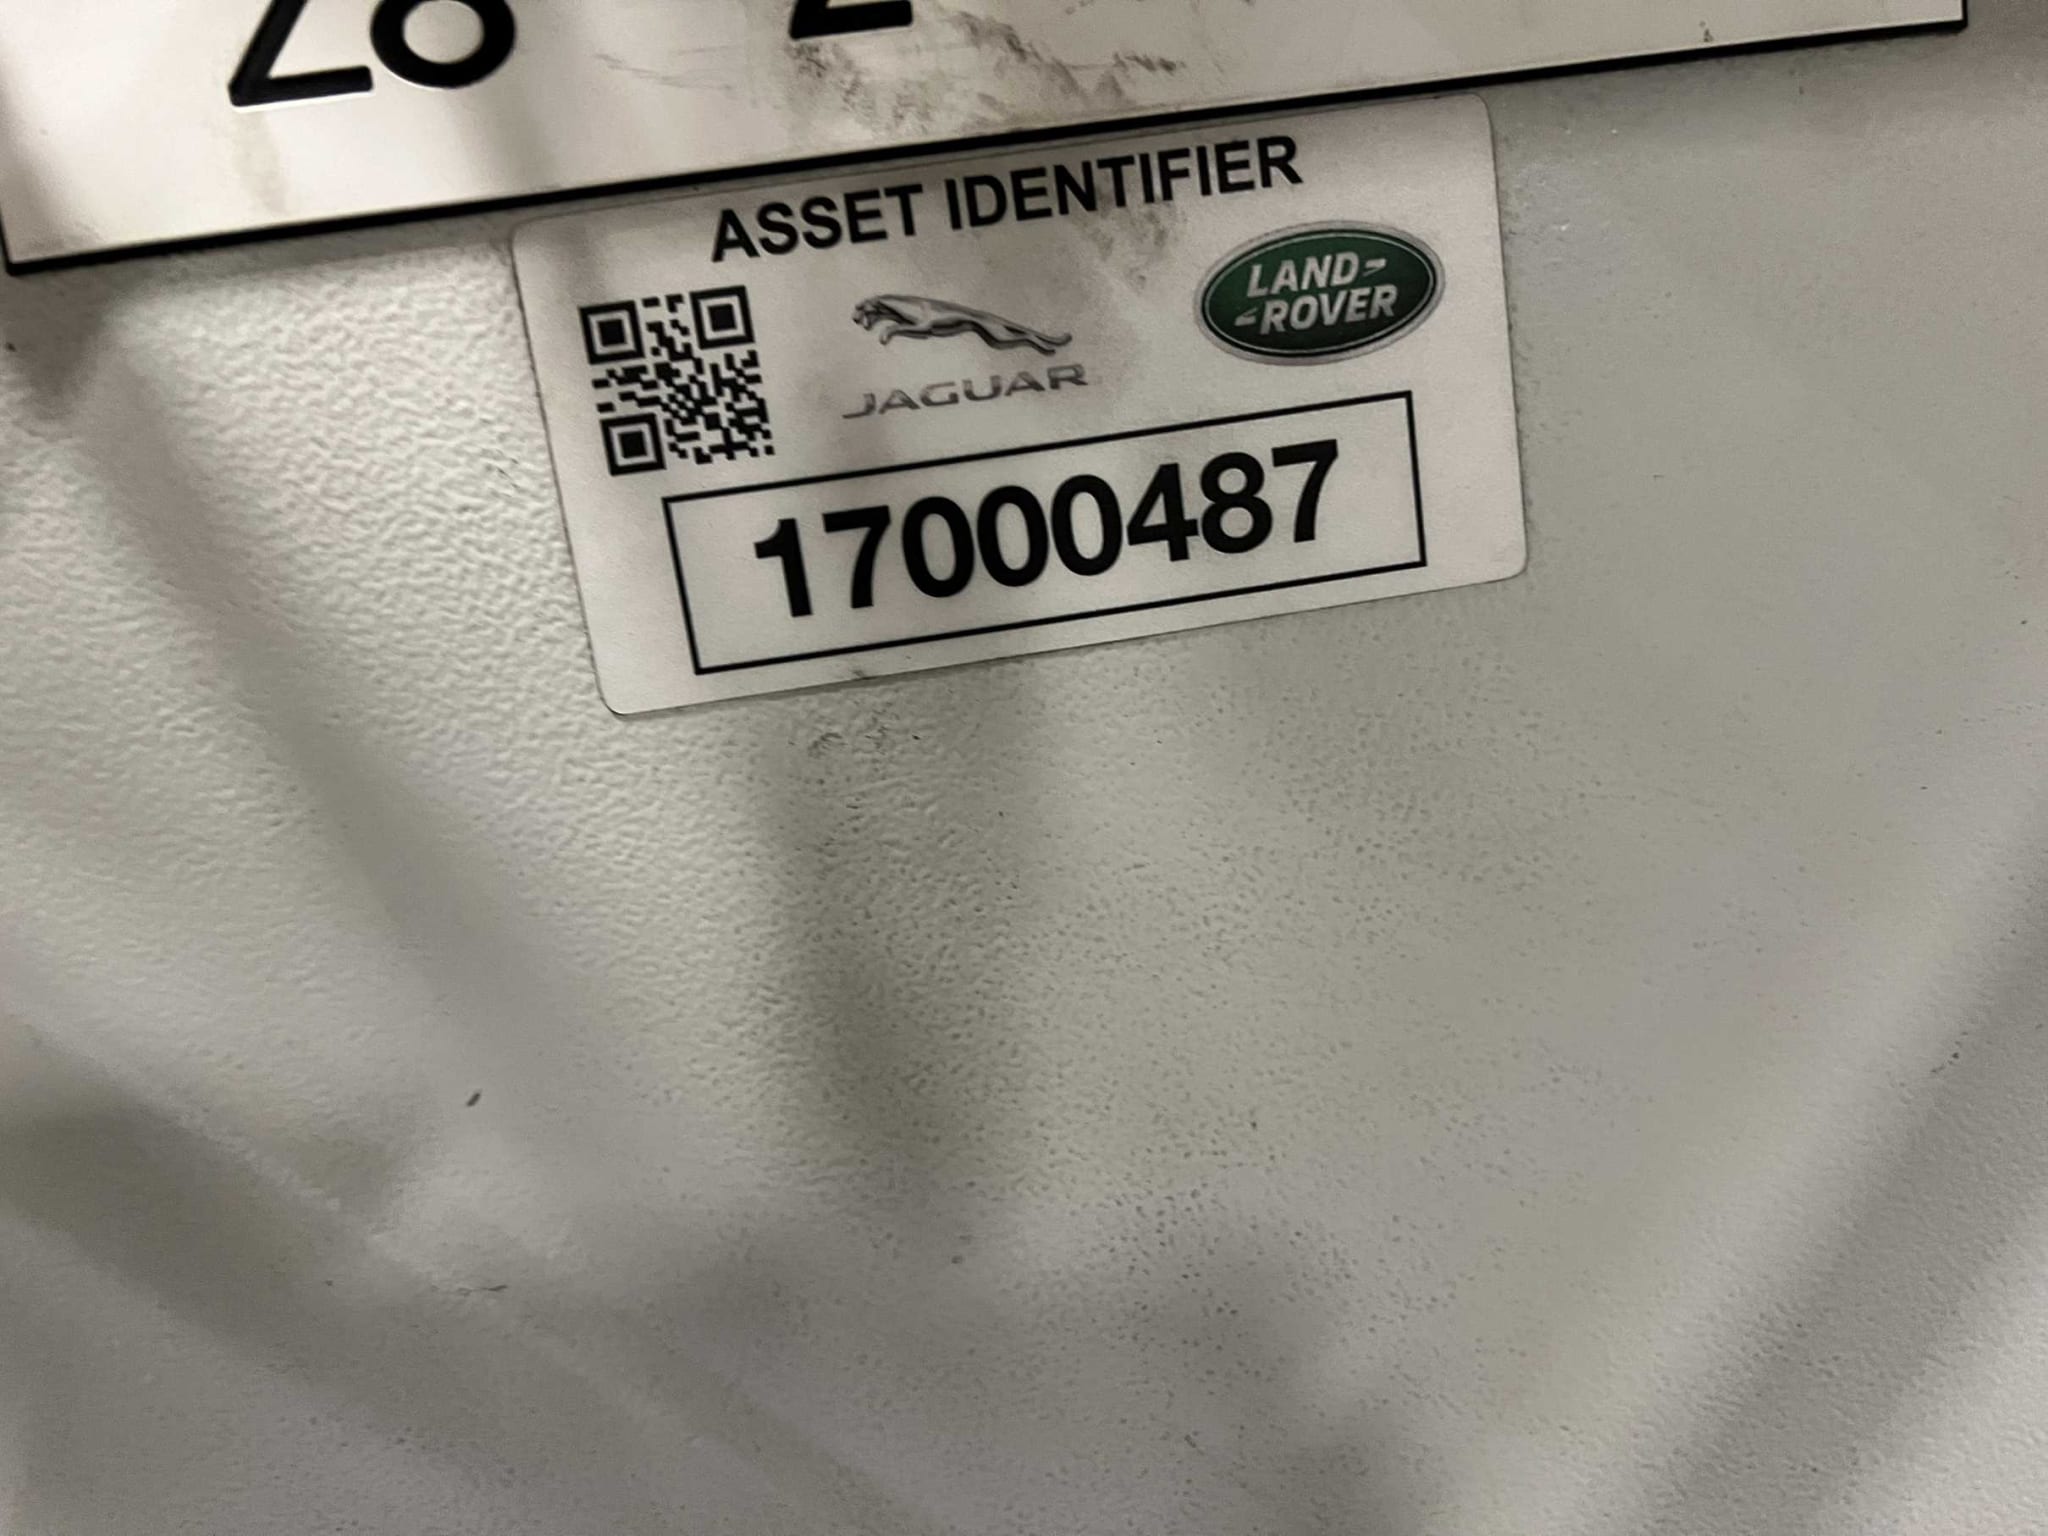 ASSET IDENTIFIER
JAGUAR
LAND
ROVER
17000487